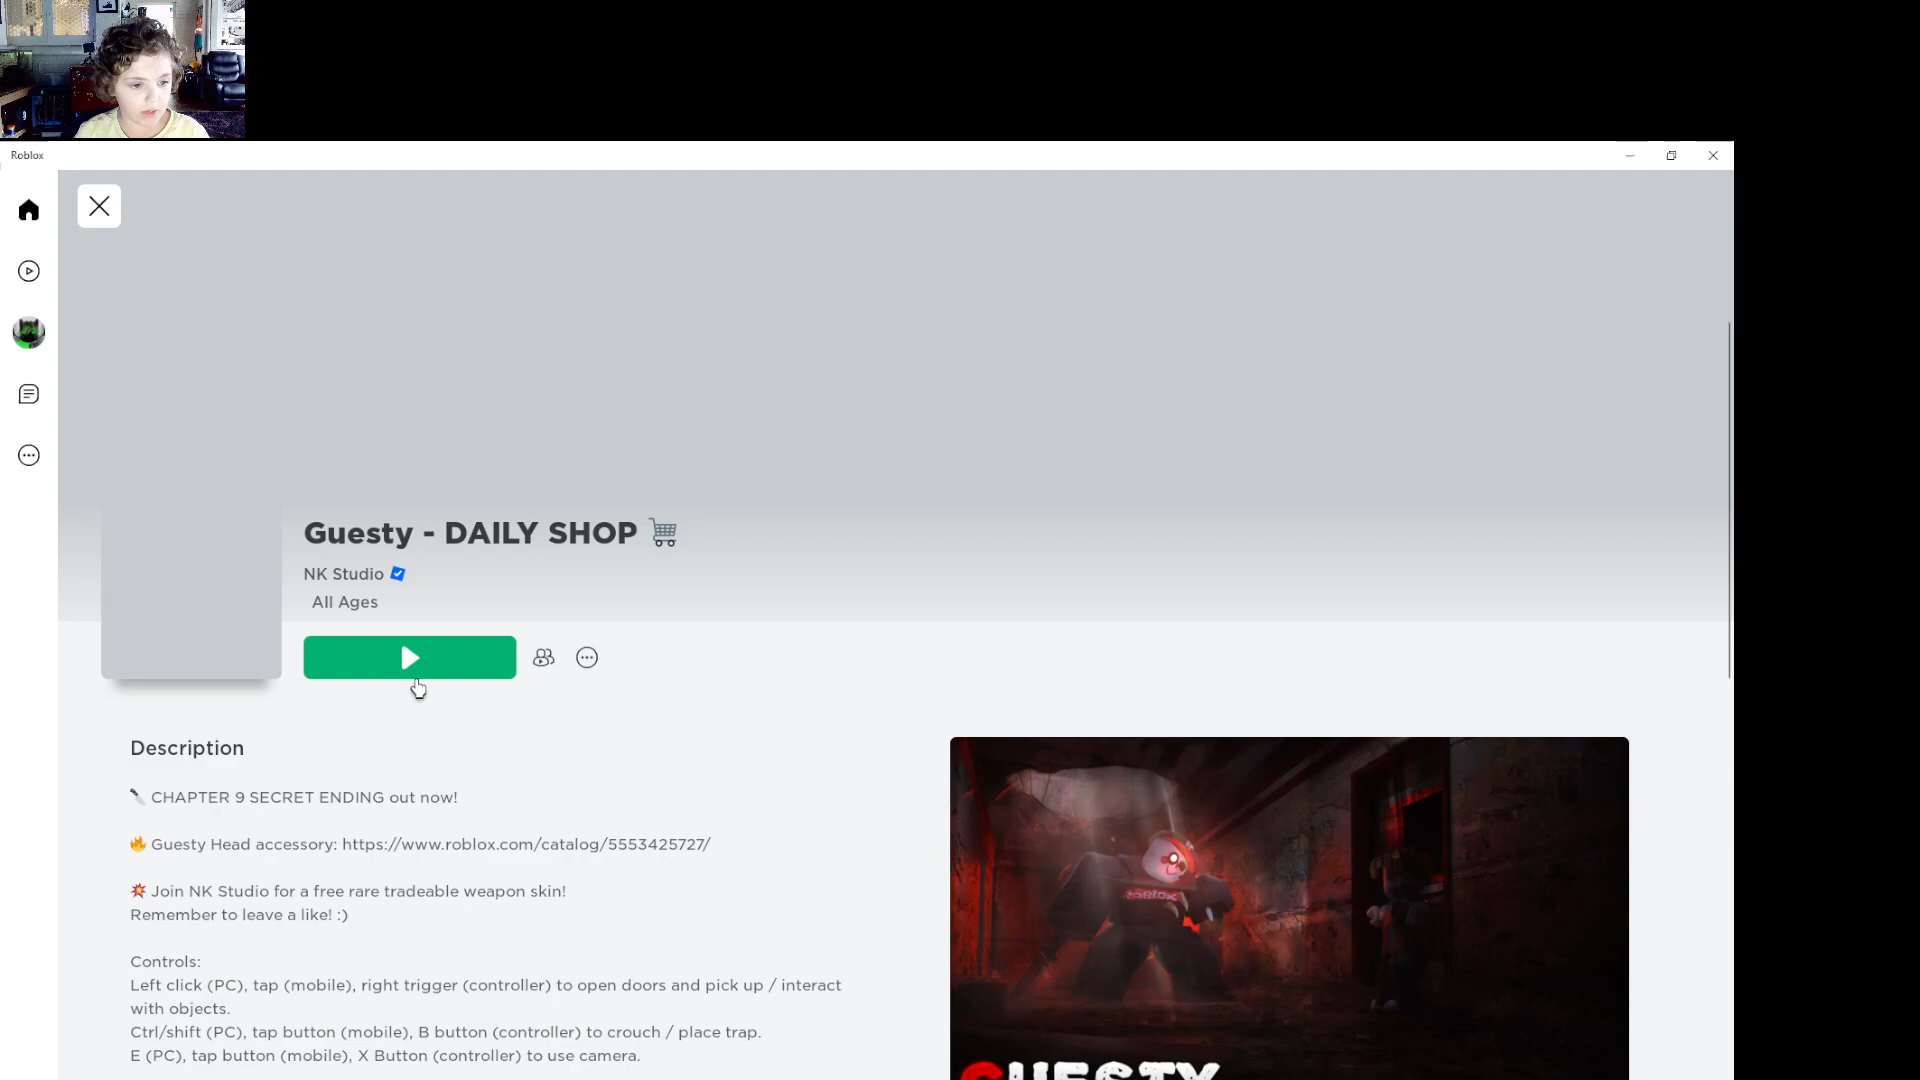 Roblox
Guesty - DAILY SHOP
NK Studio
All Ages
Description
CHAPTER 9 SECRET ENDING out now!
Guesty Head accessory: https://www.roblox.com/catalog/5553425727/
Join NK Studio for a free rare tradeable weapon skin!
Remember to leave a like! :)
Controls:
Left click (PC), tap (mobile), right trigger (controller) to open doors and pick up / interact
with objects.
Ctrl/shift (PC), tap button (mobile), B button (controller) to crouch / place trap.
E (PC), tap button (mobile), X Button (controller) to use camera.
ROBLOX
GUESTY